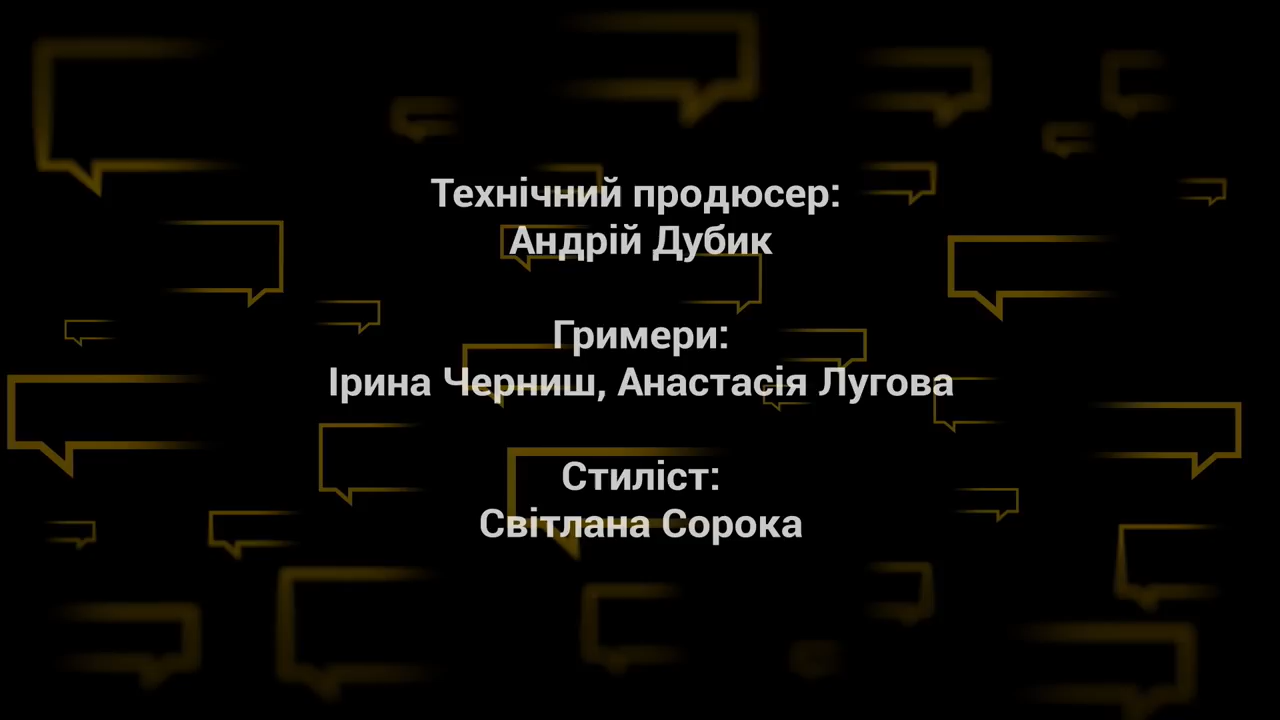 Технічний продюсер:
Андрій Дубик
Гримери:
Ірина Черниш, Анастасія Лугова
Стиліст:
Світлана Сорока